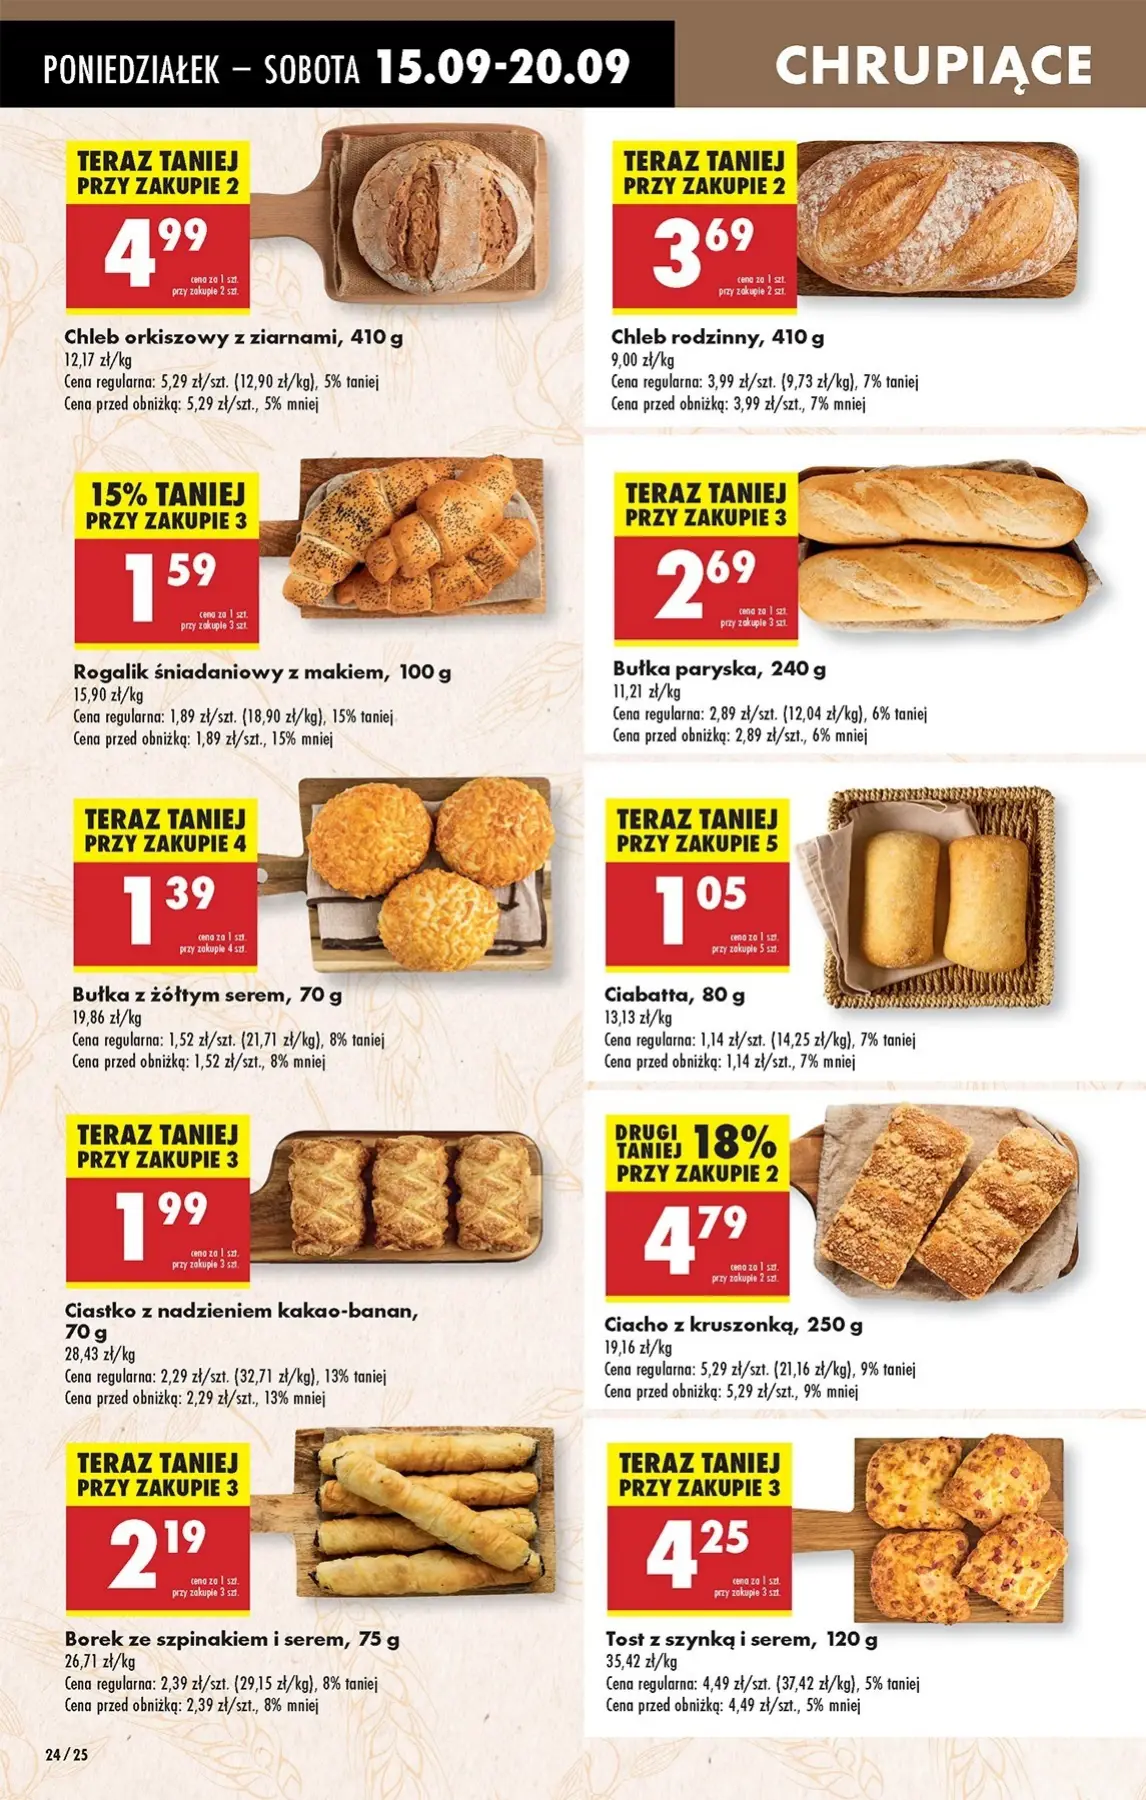 PONIEDZIAŁEK – SOBOTA 15.09-20.09
CHRUPIĄCE
TERAZ TANIEJ
PRZY ZAKUPIE 2
4 99
cena za 1 szt.
przy zakupie 2 szt.
Chleb orkiszowy z ziarnami, 410 g
12,17 zł/kg
Cena regularna: 5,29 zł/szt. (12,90 zł/kg), 5% taniej
Cena przed obniżką: 5,29 zł/szt., 5% mniej
TERAZ TANIEJ
PRZY ZAKUPIE 2
3 69
cena za 1 szt.
przy zakupie 2 szt.
Chleb rodzinny, 410 g
9,00 zł/kg
Cena regularna: 3,99 zł/szt. (9,73 zł/kg), 7% taniej
Cena przed obniżką: 3,99 zł/szt., 7% mniej
15% TANIEJ
PRZY ZAKUPIE 3
1 59
cena za 1 szt.
przy zakupie 3 szt.
Rogalik śniadaniowy z makiem, 100 g
15,90 zł/kg
Cena regularna: 1,89 zł/szt. (18,90 zł/kg), 15% taniej
Cena przed obniżką: 1,89 zł/szt., 15% mniej
TERAZ TANIEJ
PRZY ZAKUPIE 3
2 69
cena za 1 szt.
przy zakupie 3 szt.
Bułka paryska, 240 g
11,21 zł/kg
Cena regularna: 2,89 zł/szt. (12,04 zł/kg), 6% taniej
Cena przed obniżką: 2,89 zł/szt., 6% mniej
TERAZ TANIEJ
PRZY ZAKUPIE 4
1 39
cena za 1 szt.
przy zakupie 4 szt.
Bułka z żółtym serem, 70 g
19,86 zł/kg
Cena regularna: 1,52 zł/szt. (21,71 zł/kg), 8% taniej
Cena przed obniżką: 1,52 zł/szt., 8% mniej
TERAZ TANIEJ
PRZY ZAKUPIE 5
1 05
cena za 1 szt.
przy zakupie 5 szt.
Ciabatta, 80 g
13,13 zł/kg
Cena regularna: 1,14 zł/szt. (14,25 zł/kg), 7% taniej
Cena przed obniżką: 1,14 zł/szt., 7% mniej
TERAZ TANIEJ
PRZY ZAKUPIE 3
1 99
cena za 1 szt.
przy zakupie 3 szt.
Ciastko z nadzieniem kakao-banan,
70 g
28,43 zł/kg
Cena regularna: 2,29 zł/szt. (32,71 zł/kg), 13% taniej
Cena przed obniżką: 2,29 zł/szt., 13% mniej
DRUGI
TANIEJ 18%
PRZY ZAKUPIE 2
4 79
cena za 1 szt.
przy zakupie 2 szt.
Ciacho z kruszonką, 250 g
19,16 zł/kg
Cena regularna: 5,29 zł/szt. (21,16 zł/kg), 9% taniej
Cena przed obniżką: 5,29 zł/szt., 9% mniej
TERAZ TANIEJ
PRZY ZAKUPIE 3
2 19
cena za 1 szt.
przy zakupie 3 szt.
Borek ze szpinakiem i serem, 75 g
26,71 zł/kg
Cena regularna: 2,39 zł/szt. (29,15 zł/kg), 8% taniej
Cena przed obniżką: 2,39 zł/szt., 8% mniej
TERAZ TANIEJ
PRZY ZAKUPIE 3
4 25
cena za 1 szt.
przy zakupie 3 szt.
Tost z szynką i serem, 120 g
35,42 zł/kg
Cena regularna: 4,49 zł/szt. (37,42 zł/kg), 5% taniej
Cena przed obniżką: 4,49 zł/szt., 5% mniej
24 / 25